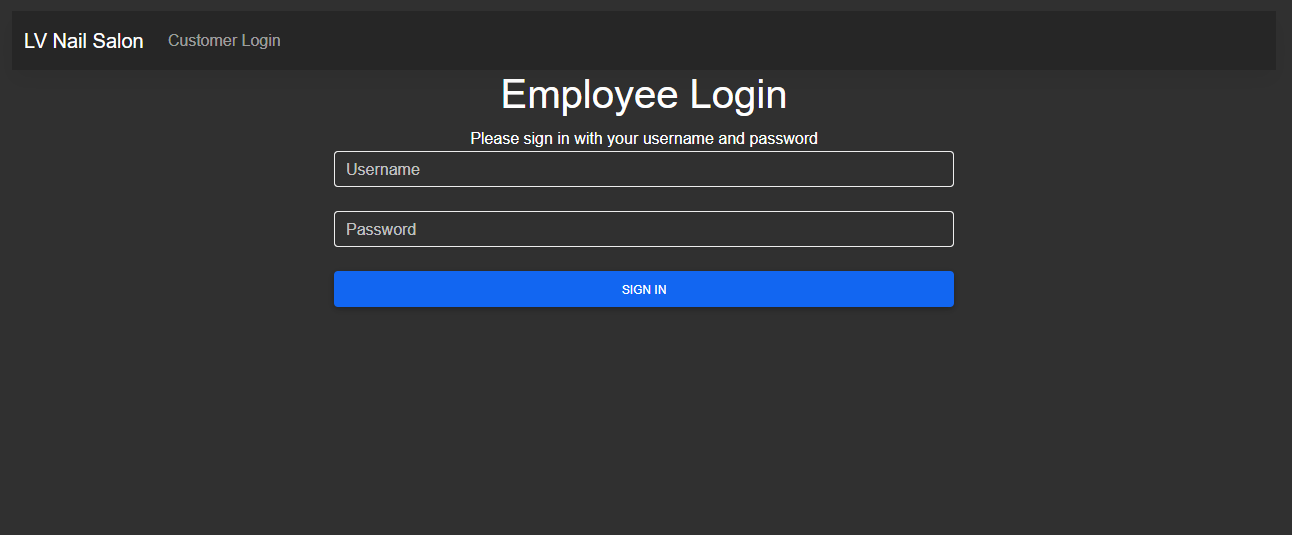 LV Nail Salon Customer Login
Employee Login
Please sign in with your username and password
Username
Password
SIGN IN